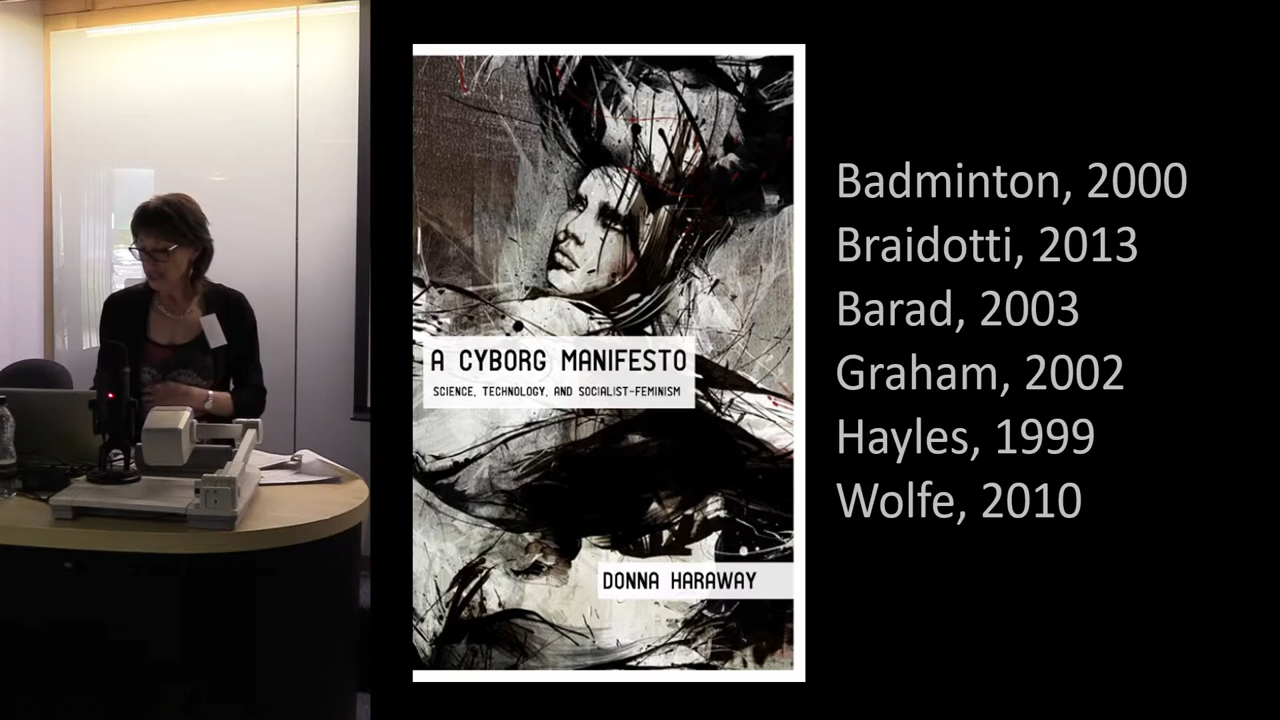 A CYBORG MANIFESTO
SCIENCE, TECHNOLOGY, AND SOCIALIST-FEMINISM
DONNA HARAWAY
Badminton, 2000
Braidotti, 2013
Barad, 2003
Graham, 2002
Hayles, 1999
Wolfe, 2010